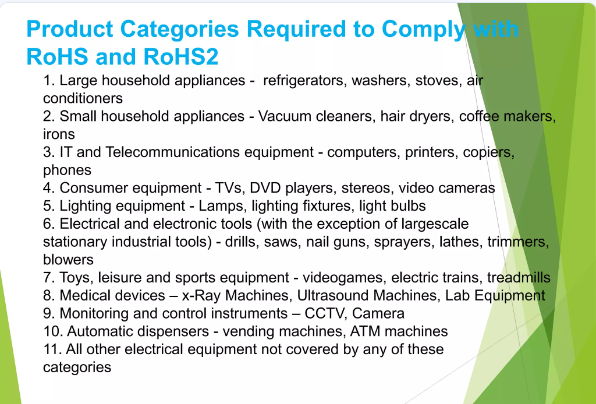 Product Categories Required to Comply with
RoHS and RoHS2
1. Large household appliances -  refrigerators, washers, stoves, air
conditioners
2. Small household appliances - Vacuum cleaners, hair dryers, coffee makers,
irons
3. IT and Telecommunications equipment - computers, printers, copiers,
phones
4. Consumer equipment - TVs, DVD players, stereos, video cameras
5. Lighting equipment - Lamps, lighting fixtures, light bulbs
6. Electrical and electronic tools (with the exception of largescale
stationary industrial tools) - drills, saws, nail guns, sprayers, lathes, trimmers,
blowers
7. Toys, leisure and sports equipment - videogames, electric trains, treadmills
8. Medical devices – x-Ray Machines, Ultrasound Machines, Lab Equipment
9. Monitoring and control instruments – CCTV, Camera
10. Automatic dispensers - vending machines, ATM machines
11. All other electrical equipment not covered by any of these
categories